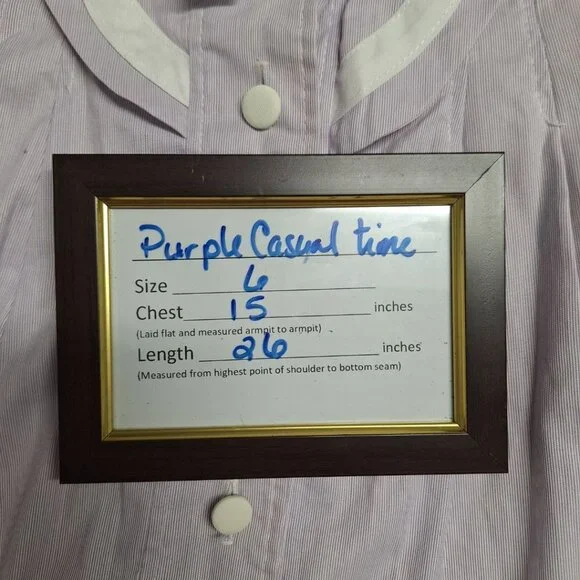 Purple Casual time
Size 6
Chest 15 inches
(Laid flat and measured armpit to armpit)
Length 26 inches
(Measured from highest point of shoulder to bottom seam)